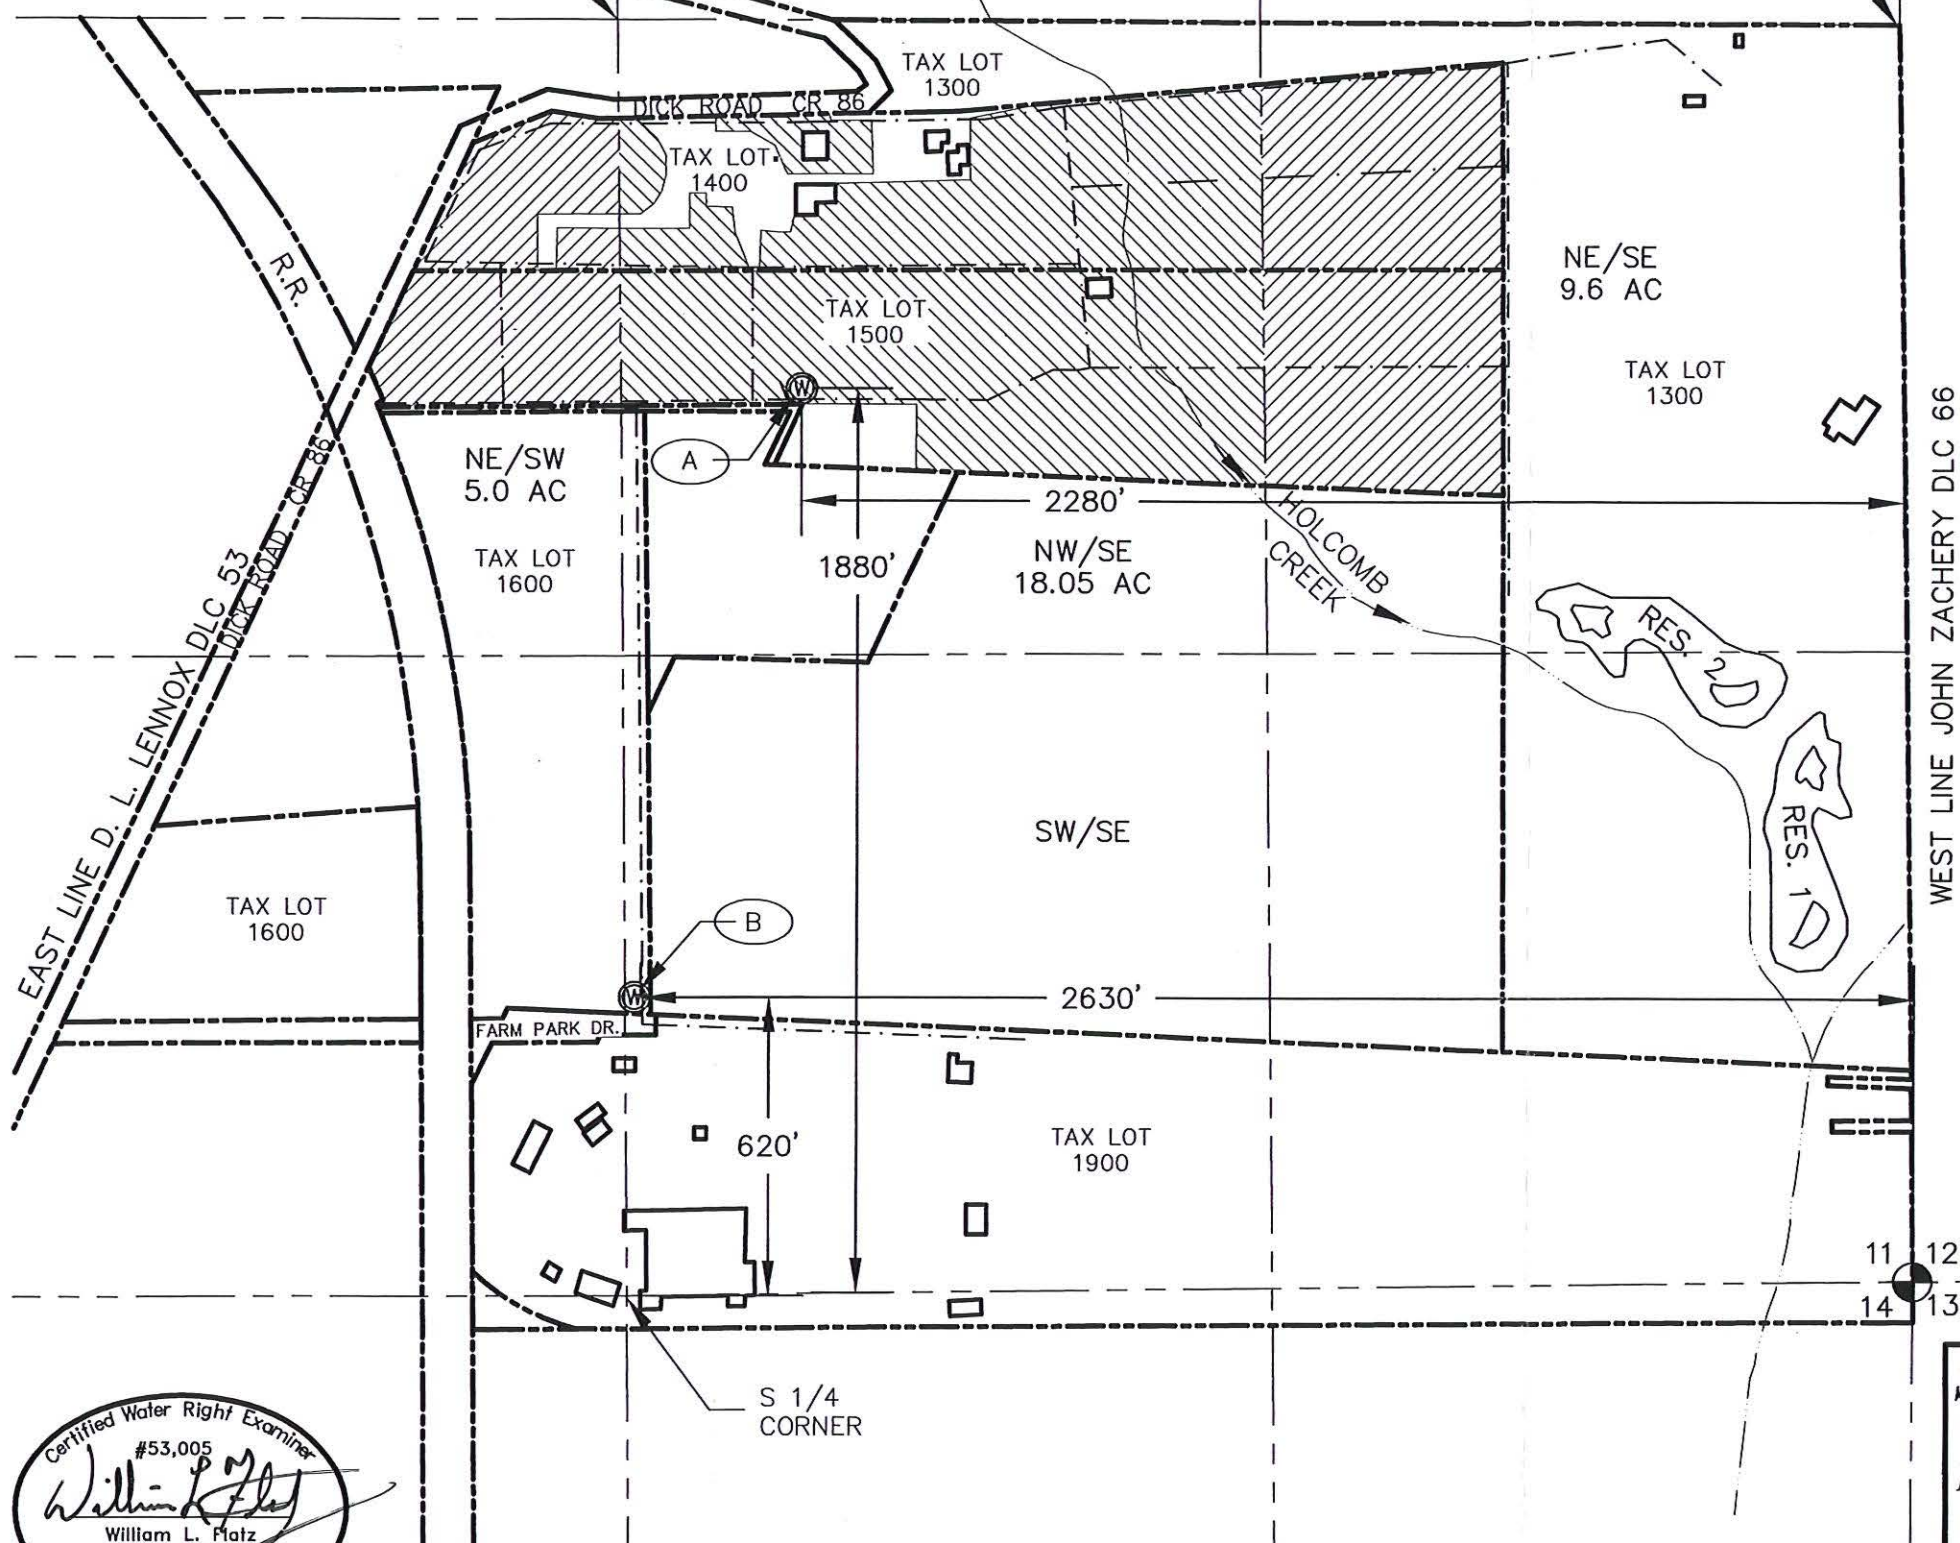 TAX LOT
1300
DICK ROAD CR 86
TAX LOT
1400
R.R.
NE/SE
9.6 AC
TAX LOT
1500
TAX LOT
1300
W
A
NE/SW
5.0 AC
2280'
HOLCOMB
CREEK
TAX LOT
1600
1880'
NW/SE
18.05 AC
DICK ROAD CR 86
EAST LINE D. L. LENNOX DLC 53
WEST LINE JOHN ZACHERY DLC 66
RES. 2
SW/SE
RES. 1
TAX LOT
1600
B
W
2630'
FARM PARK DR.
620'
TAX LOT
1900
11 12
14 13
S 1/4
CORNER
Certified Water Right Examiner
#53,005
William L. Flatz